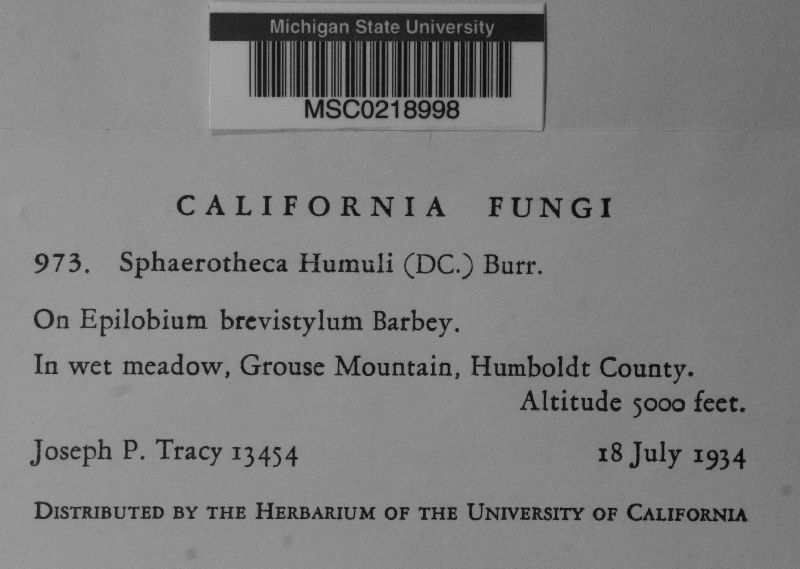 Michigan State University
MSC0218998
CALIFORNIA FUNGI
973. Sphaerotheca Humuli (DC.) Burr.
On Epilobium brevistylum Barbey.
In wet meadow, Grouse Mountain, Humboldt County.
Altitude 5000 feet.
Joseph P. Tracy 13454 18 July 1934
DISTRIBUTED BY THE HERBARIUM OF THE UNIVERSITY OF CALIFORNIA